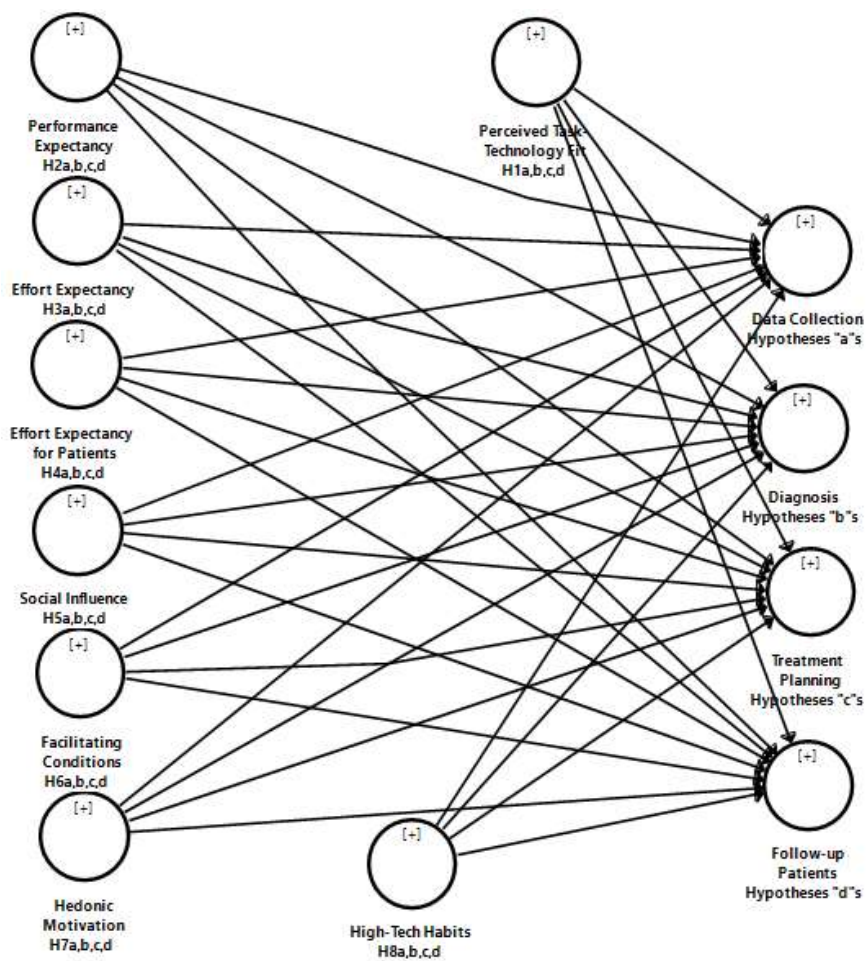 [+]
Performance
Expectancy
H2a,b,c,d
[+]
Perceived Task-
Technology Fit
H1a,b,c,d
[+]
Effort Expectancy
H3a,b,c,d
[+]
Data Collection
Hypotheses "a"s
[+]
Effort Expectancy
for Patients
H4a,b,c,d
[+]
Diagnosis
Hypotheses "b"s
[+]
Social Influence
H5a,b,c,d
[+]
Treatment
Planning
Hypotheses "c"s
[+]
Facilitating
Conditions
H6a,b,c,d
[+]
Follow-up
Patients
Hypotheses "d"s
[+]
Hedonic
Motivation
H7a,b,c,d
[+]
High-Tech Habits
H8a,b,c,d